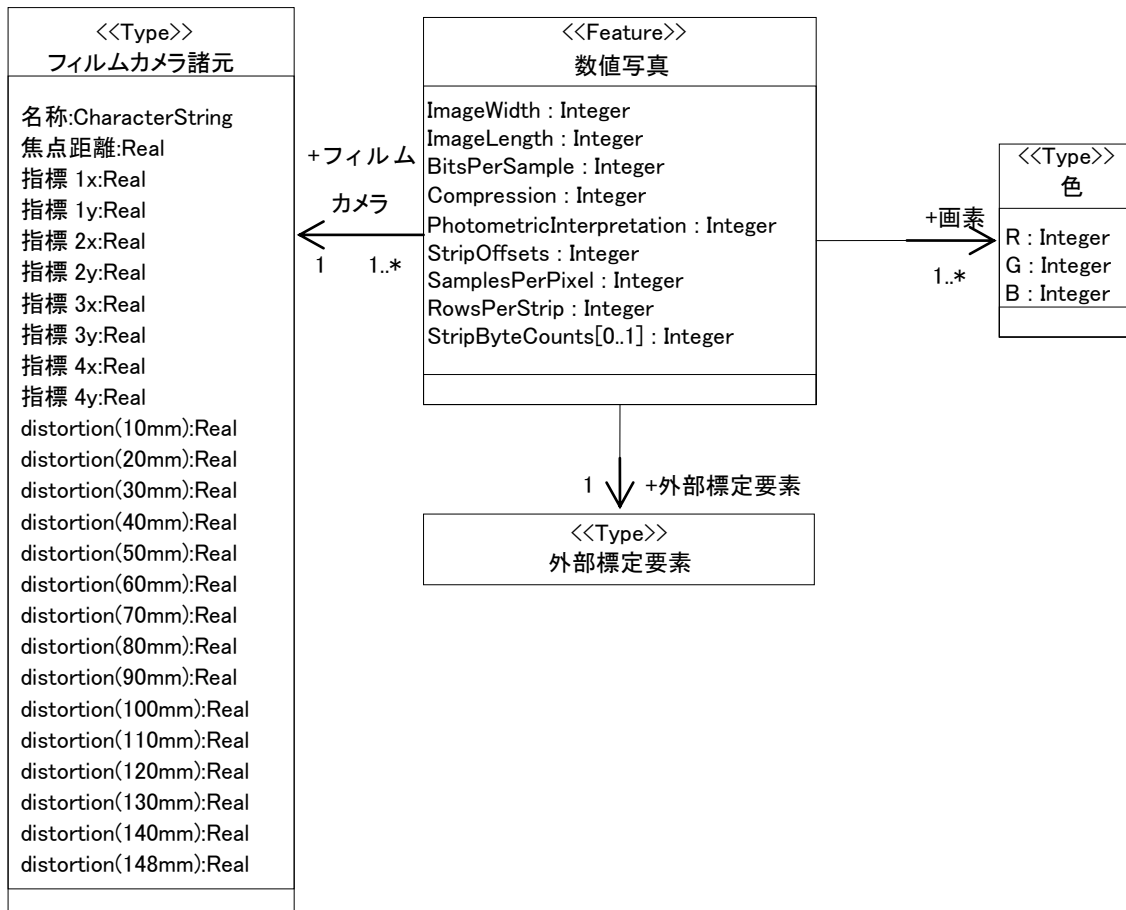 <<Type>>
フィルムカメラ諸元
名称:CharacterString
焦点距離:Real
指標 1x:Real
指標 1y:Real
指標 2x:Real
指標 2y:Real
指標 3x:Real
指標 3y:Real
指標 4x:Real
指標 4y:Real
distortion(10mm):Real
distortion(20mm):Real
distortion(30mm):Real
distortion(40mm):Real
distortion(50mm):Real
distortion(60mm):Real
distortion(70mm):Real
distortion(80mm):Real
distortion(90mm):Real
distortion(100mm):Real
distortion(110mm):Real
distortion(120mm):Real
distortion(130mm):Real
distortion(140mm):Real
distortion(148mm):Real
+フィルム
カメラ
1 1..*
<<Feature>>
数値写真
ImageWidth : Integer
ImageLength : Integer
BitsPerSample : Integer
Compression : Integer
PhotometricInterpretation : Integer
StripOffsets : Integer
SamplesPerPixel : Integer
RowsPerStrip : Integer
StripByteCounts[0..1] : Integer
+画素
1..*
<<Type>>
色
R : Integer
G : Integer
B : Integer
1 +外部標定要素
<<Type>>
外部標定要素